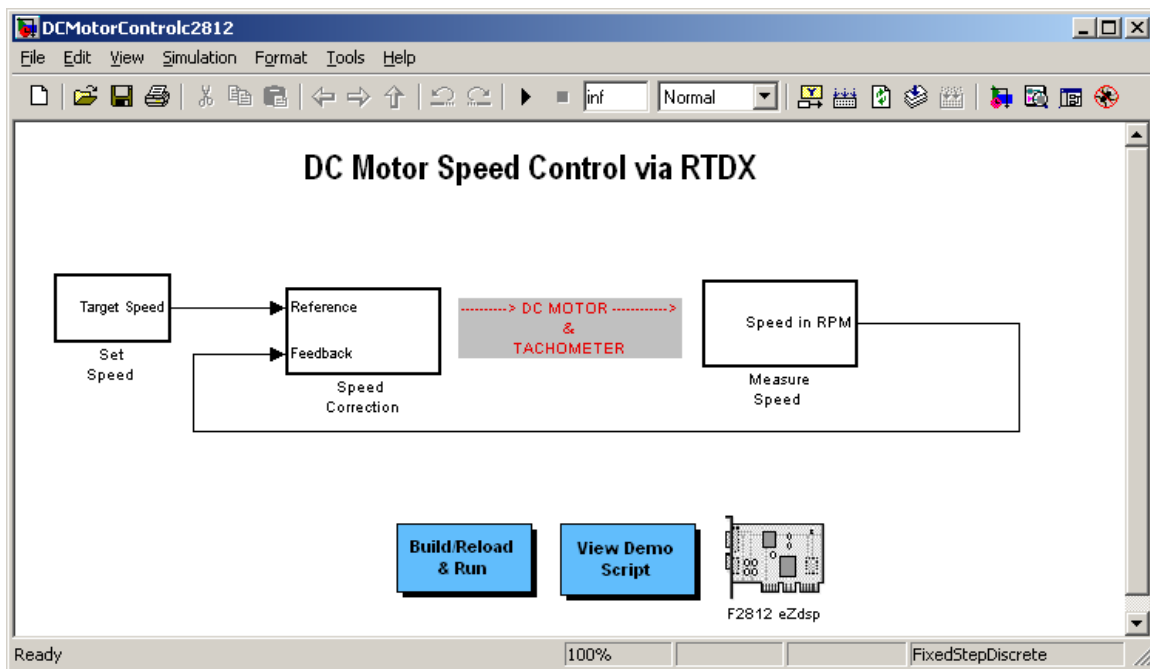 DCMotorControlc2812
File Edit View Simulation Format Tools Help
inf Normal
DC Motor Speed Control via RTDX
Target Speed
Set
Speed
Reference
Feedback
Speed
Correction
----------> DC MOTOR ------------>
&
TACHOMETER
Speed in RPM
Measure
Speed
Build/Reload
& Run
View Demo
Script
F2812 eZdsp
Ready 100% FixedStepDiscrete